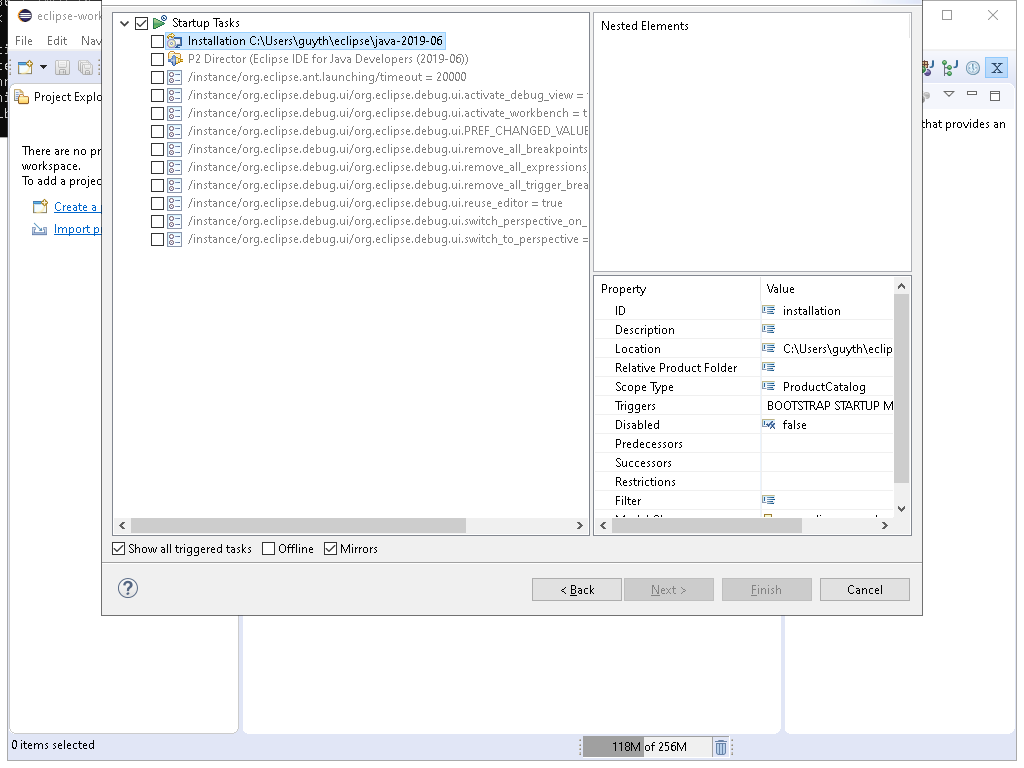 eclipse-work
File Edit Nav
Project Explo
There are no pr
workspace.
To add a projec
Create a
Import pr
Startup Tasks
Installation C:\Users\guyth\eclipse\java-2019-06
P2 Director (Eclipse IDE for Java Developers (2019-06))
/instance/org.eclipse.ant.launching/timeout = 20000
/instance/org.eclipse.debug.ui/org.eclipse.debug.ui.activate_debug_view =
/instance/org.eclipse.debug.ui/org.eclipse.debug.ui.activate_workbench = t
/instance/org.eclipse.debug.ui/org.eclipse.debug.ui.PREF_CHANGED_VALUE
/instance/org.eclipse.debug.ui/org.eclipse.debug.ui.remove_all_breakpoints
/instance/org.eclipse.debug.ui/org.eclipse.debug.ui.remove_all_expressions
/instance/org.eclipse.debug.ui/org.eclipse.debug.ui.remove_all_trigger_brea
/instance/org.eclipse.debug.ui/org.eclipse.debug.ui.reuse_editor = true
/instance/org.eclipse.debug.ui/org.eclipse.debug.ui.switch_perspective_on_
/instance/org.eclipse.debug.ui/org.eclipse.debug.ui.switch_to_perspective =
Nested Elements
Property Value
ID installation
Description
Location C:\Users\guyth\eclip
Relative Product Folder
Scope Type ProductCatalog
Triggers BOOTSTRAP STARTUP M
Disabled false
Predecessors
Successors
Restrictions
Filter
that provides an
Show all triggered tasks Offline Mirrors
< Back Next > Finish Cancel
0 items selected
118M of 256M